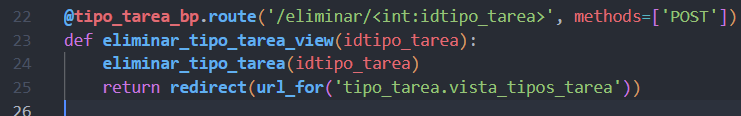 22 @tipo_tarea_bp.route('/eliminar/<int:idtipo_tarea>', methods=['POST'])
23 def eliminar_tipo_tarea_view(idtipo_tarea):
24     eliminar_tipo_tarea(idtipo_tarea)
25     return redirect(url_for('tipo_tarea.vista_tipos_tarea'))
26